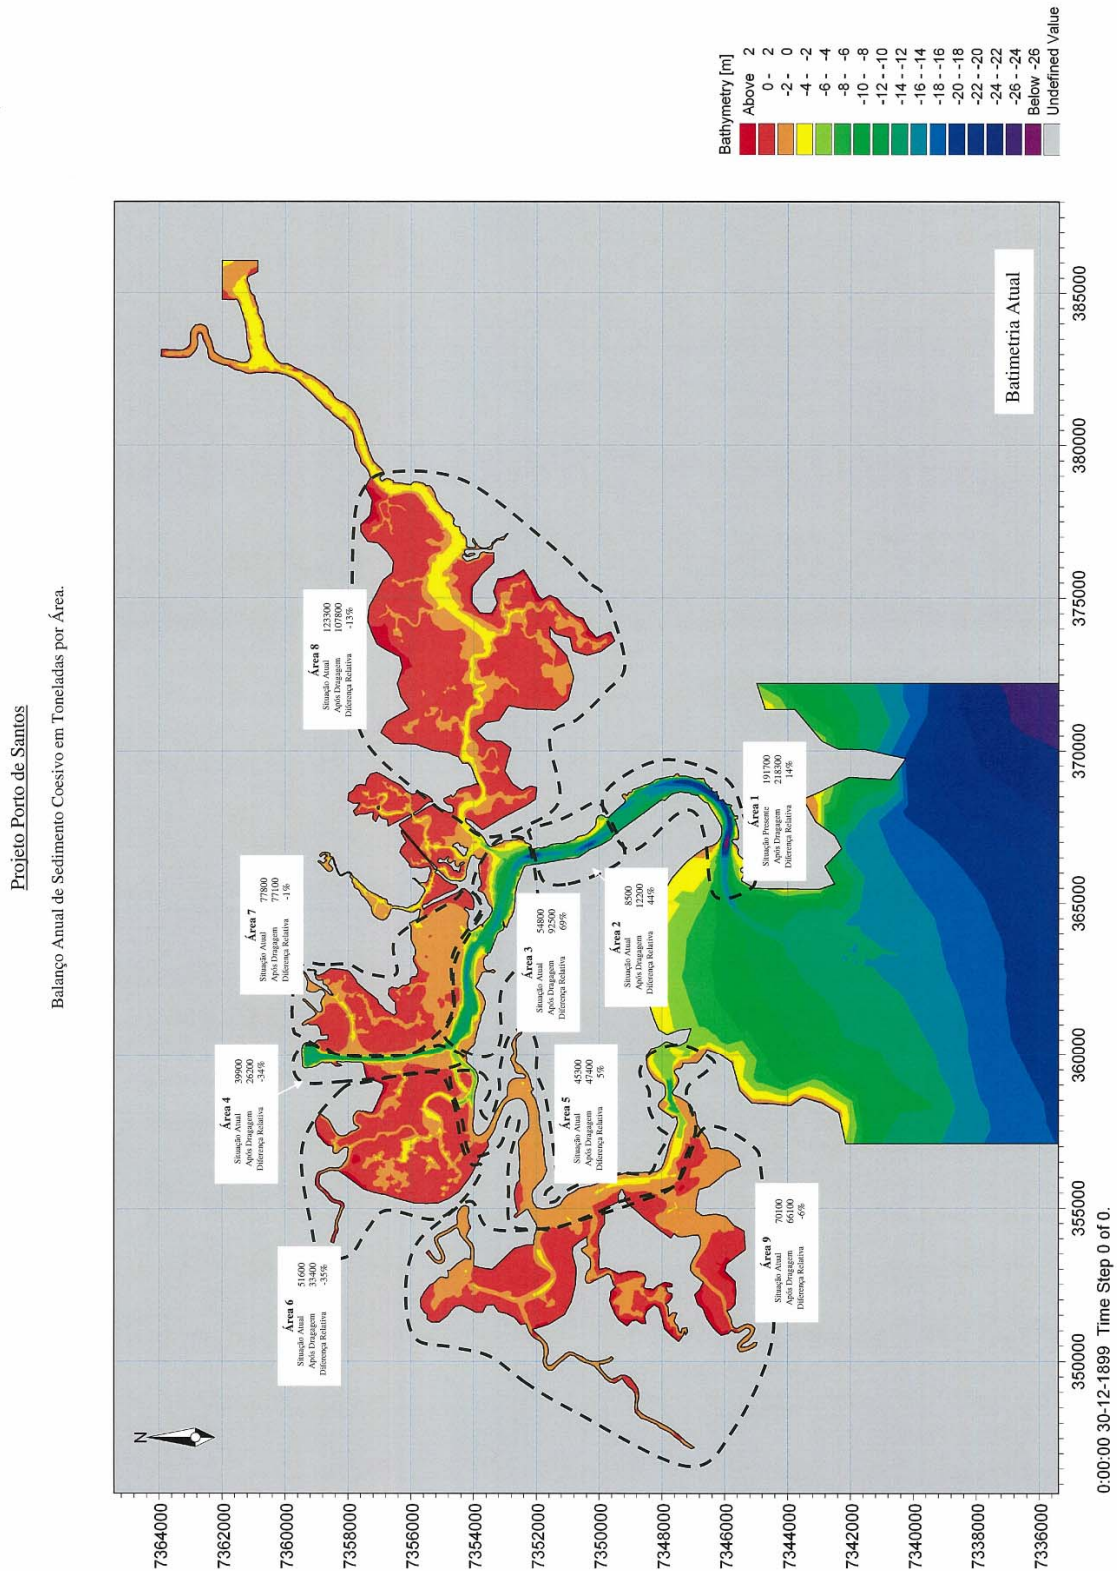 Projeto Porto de Santos
Balanço Anual de Sedimento Coesivo em Toneladas por Área.
N
Área 6
Situação Atual 51600
Após Dragagem 33400
Diferença Relativa -35%
Área 4
Situação Atual 39900
Após Dragagem 26200
Diferença Relativa -34%
Área 7
Situação Atual 77800
Após Dragagem 77100
Diferença Relativa -1%
Área 8
Situação Atual 123300
Após Dragagem 107800
Diferença Relativa -13%
Área 3
Situação Atual 54800
Após Dragagem 92500
Diferença Relativa 69%
Área 5
Situação Atual 45300
Após Dragagem 47400
Diferença Relativa 5%
Área 2
Situação Atual 8500
Após Dragagem 12200
Diferença Relativa 44%
Área 1
Situação Presente 191700
Após Dragagem 218300
Diferença Relativa 14%
Área 9
Situação Atual 70100
Após Dragagem 66100
Diferença Relativa -6%
Batimetria Atual
7364000
7362000
7360000
7358000
7356000
7354000
7352000
7350000
7348000
7346000
7344000
7342000
7340000
7338000
7336000
350000 355000 360000 365000 370000 375000 380000 385000
0:00:00 30-12-1899 Time Step 0 of 0.
Bathymetry [m]
Above 2
0 - 2
-2 - 0
-4 - -2
-6 - -4
-8 - -6
-10 - -8
-12 - -10
-14 - -12
-16 - -14
-18 - -16
-20 - -18
-22 - -20
-24 - -22
-26 - -24
Below -26
Undefined Value